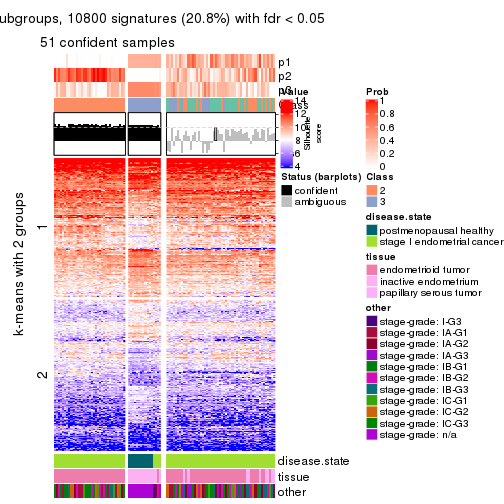 ubgroups, 10800 signatures (20.8%) with fdr < 0.05
51 confident samples
p1
p2
Value
Prob
14
10
8
6
4
Silhouette
score
1
0.8
0.6
0.4
0.2
0
Status (barplots)
confident
ambiguous
Class
2
3
disease.state
postmenopausal healthy
stage I endometrial cancer
tissue
endometrioid tumor
inactive endometrium
papillary serous tumor
other
stage-grade: I-G3
stage-grade: IA-G1
stage-grade: IA-G2
stage-grade: IA-G3
stage-grade: IB-G1
stage-grade: IB-G2
stage-grade: IB-G3
stage-grade: IC-G1
stage-grade: IC-G2
stage-grade: IC-G3
stage-grade: n/a
k-means with 2 groups
1
2
disease.state
tissue
other